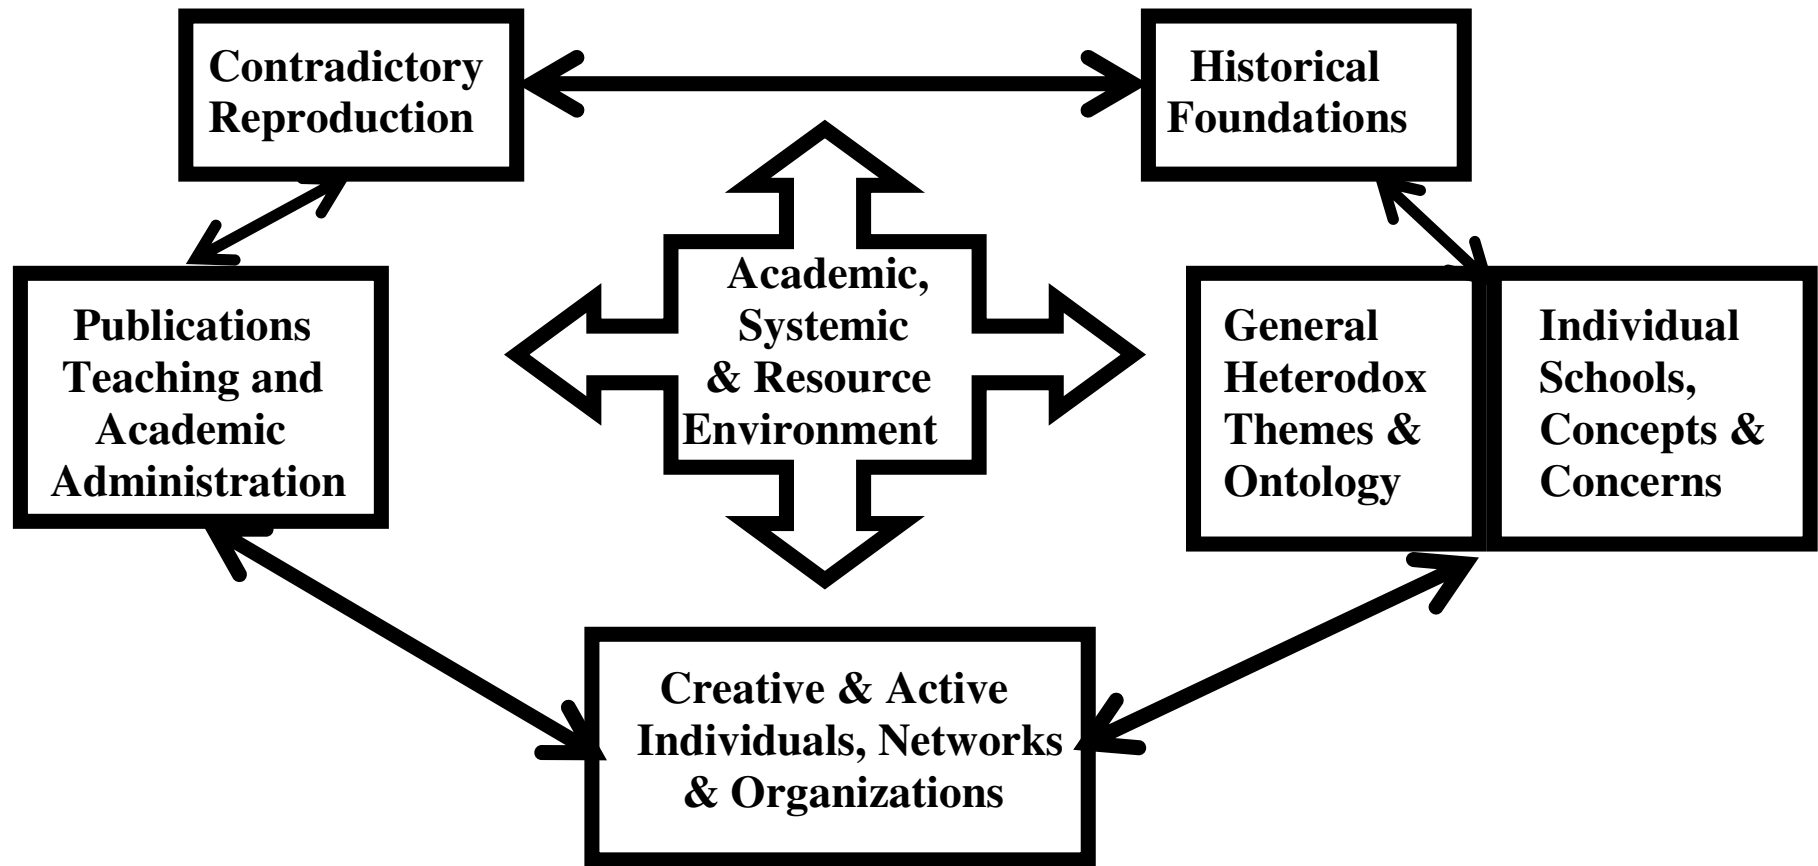 Contradictory
Reproduction
Historical
Foundations
Academic,
Systemic
& Resource
Environment
Publications
Teaching and
Academic
Administration
General
Heterodox
Themes &
Ontology
Individual
Schools,
Concepts &
Concerns
Creative & Active
Individuals, Networks
& Organizations